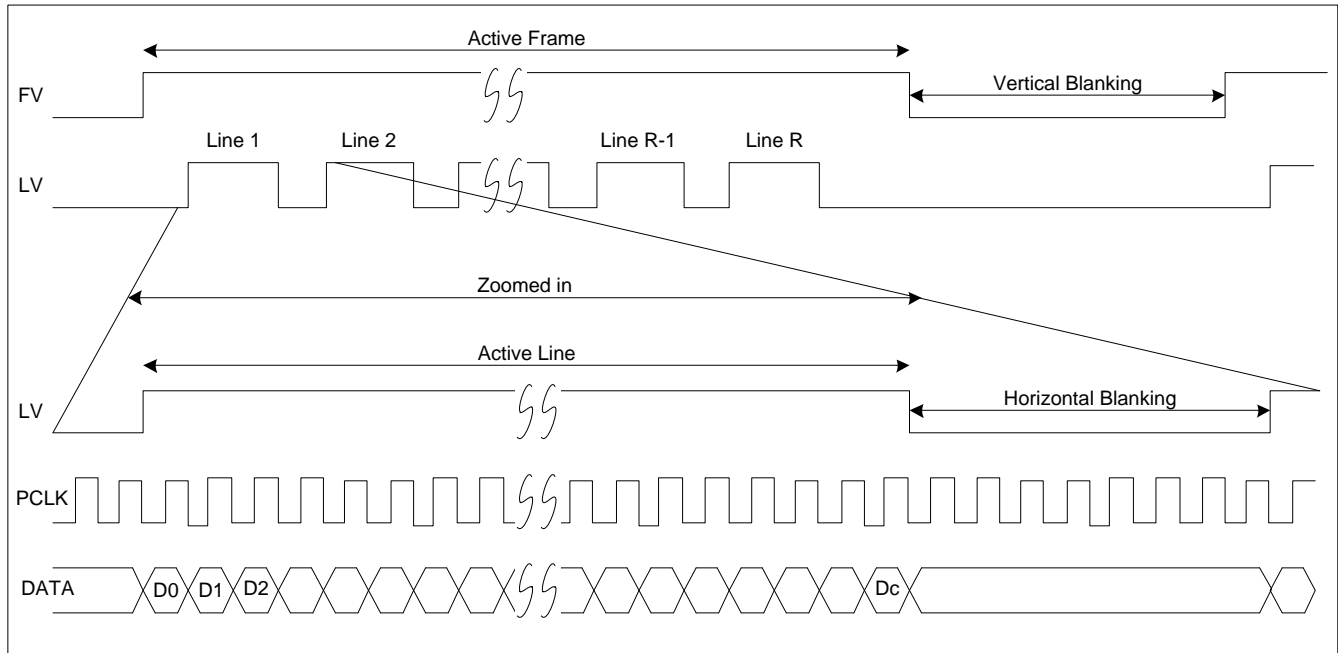 Active Frame
FV
Vertical Blanking
Line 1 Line 2 Line R-1 Line R
LV
Zoomed in
Active Line
LV
Horizontal Blanking
PCLK
DATA D0 D1 D2 Dc